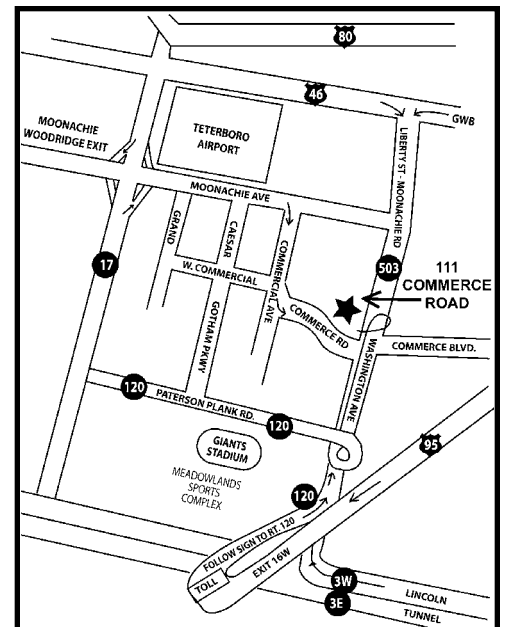 80
46
GWB
MOONACHIE
WOODRIDGE EXIT
TETERBORO
AIRPORT
LIBERTY ST - MOONACHIE RD
MOONACHIE AVE
GRAND
CAESAR
COMMERCIAL AVE
W. COMMERCIAL
17
503
111
COMMERCE
ROAD
COMMERCE RD
GOTHAM PKWY
WASHINGTON AVE
COMMERCE BLVD.
120
PATERSON PLANK RD.
120
GIANTS
STADIUM
MEADOWLANDS
SPORTS
COMPLEX
95
120
FOLLOW SIGN TO RT. 120
EXIT 16W
TOLL
3W
3E
LINCOLN
TUNNEL